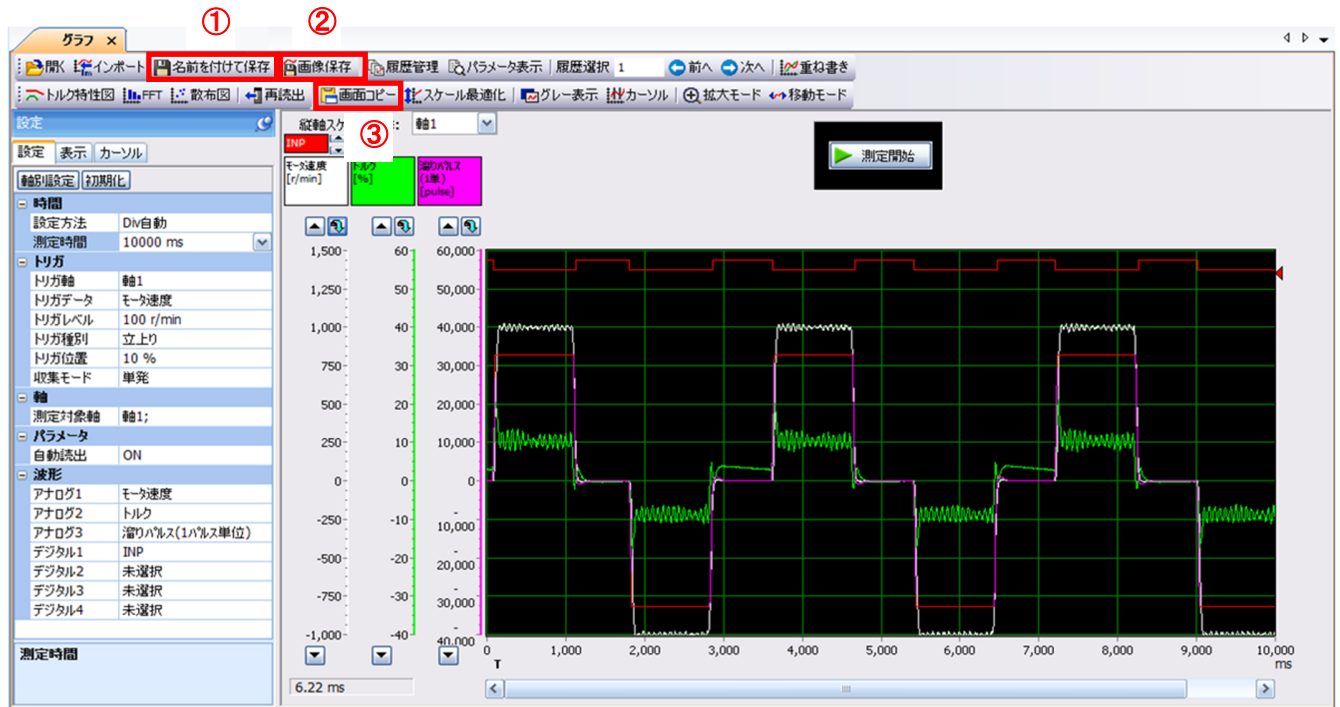 ① ②
グラフ ×
開く インポート 名前を付けて保存 画像保存 履歴管理 パラメータ表示 履歴選択 1 前へ 次へ 重ね書き
トルク特性図 FFT 散布図 再読出 画面コピー スケール最適化 グレー表示 カーソル 拡大モード 移動モード
設定
縦軸スケ ③ : 軸1
INP
測定開始
設定 表示 カーソル
モータ速度 [r/min]
トルク [%]
溜りパルス (1単) [pulse]
軸別設定 初期化
時間
設定方法 Div自動
測定時間 10000 ms
トリガ
トリガ軸 軸1
トリガデータ モータ速度
トリガレベル 100 r/min
トリガ種別 立上り
トリガ位置 10 %
収集モード 単発
軸
測定対象軸 軸1;
パラメータ
自動読出 ON
波形
アナログ1 モータ速度
アナログ2 トルク
アナログ3 溜りパルス(1パルス単位)
デジタル1 INP
デジタル2 未選択
デジタル3 未選択
デジタル4 未選択
測定時間
1,500 60 60,000
1,250 50 50,000
1,000 40 40,000
750 30 30,000
500 20 20,000
250 10 10,000
0 0 0
-250 -10 -10,000
-500 -20 -20,000
-750 -30 -30,000
-1,000 -40 -40,000
0 1,000 2,000 3,000 4,000 5,000 6,000 7,000 8,000 9,000 10,000
T ms
6.22 ms